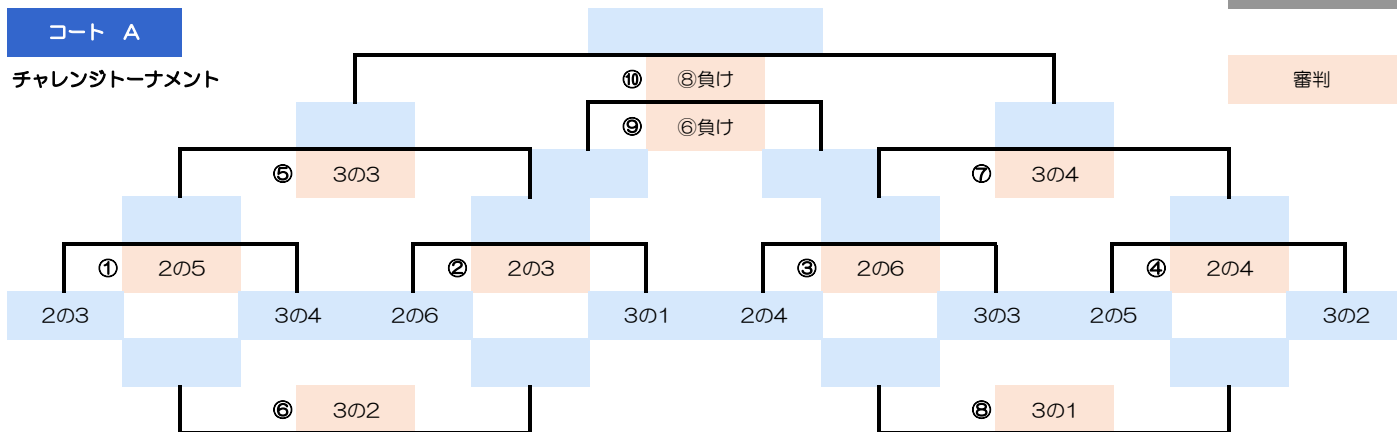 コート A
チャレンジトーナメント
審判
⑩ ⑧負け
⑨ ⑥負け
⑤ 3の3
⑦ 3の4
① 2の5
② 2の3
③ 2の6
④ 2の4
2の3 3の4 2の6 3の1 2の4 3の3 2の5 3の2
⑥ 3の2
⑧ 3の1